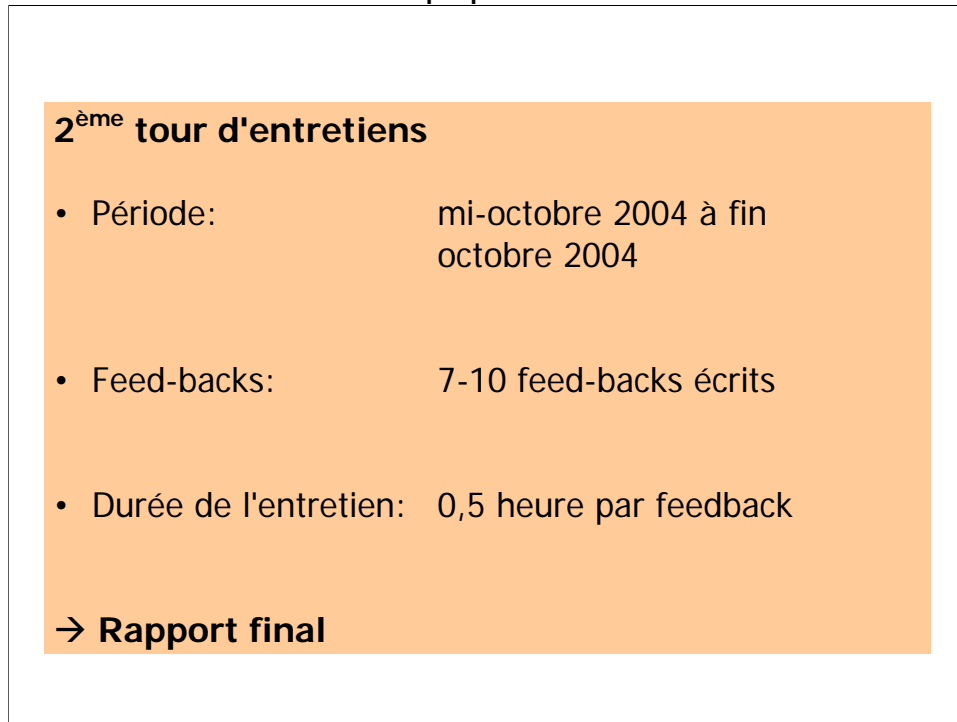 2ème tour d'entretiens
• Période: mi-octobre 2004 à fin
octobre 2004
• Feed-backs: 7-10 feed-backs écrits
• Durée de l'entretien: 0,5 heure par feedback
→ Rapport final